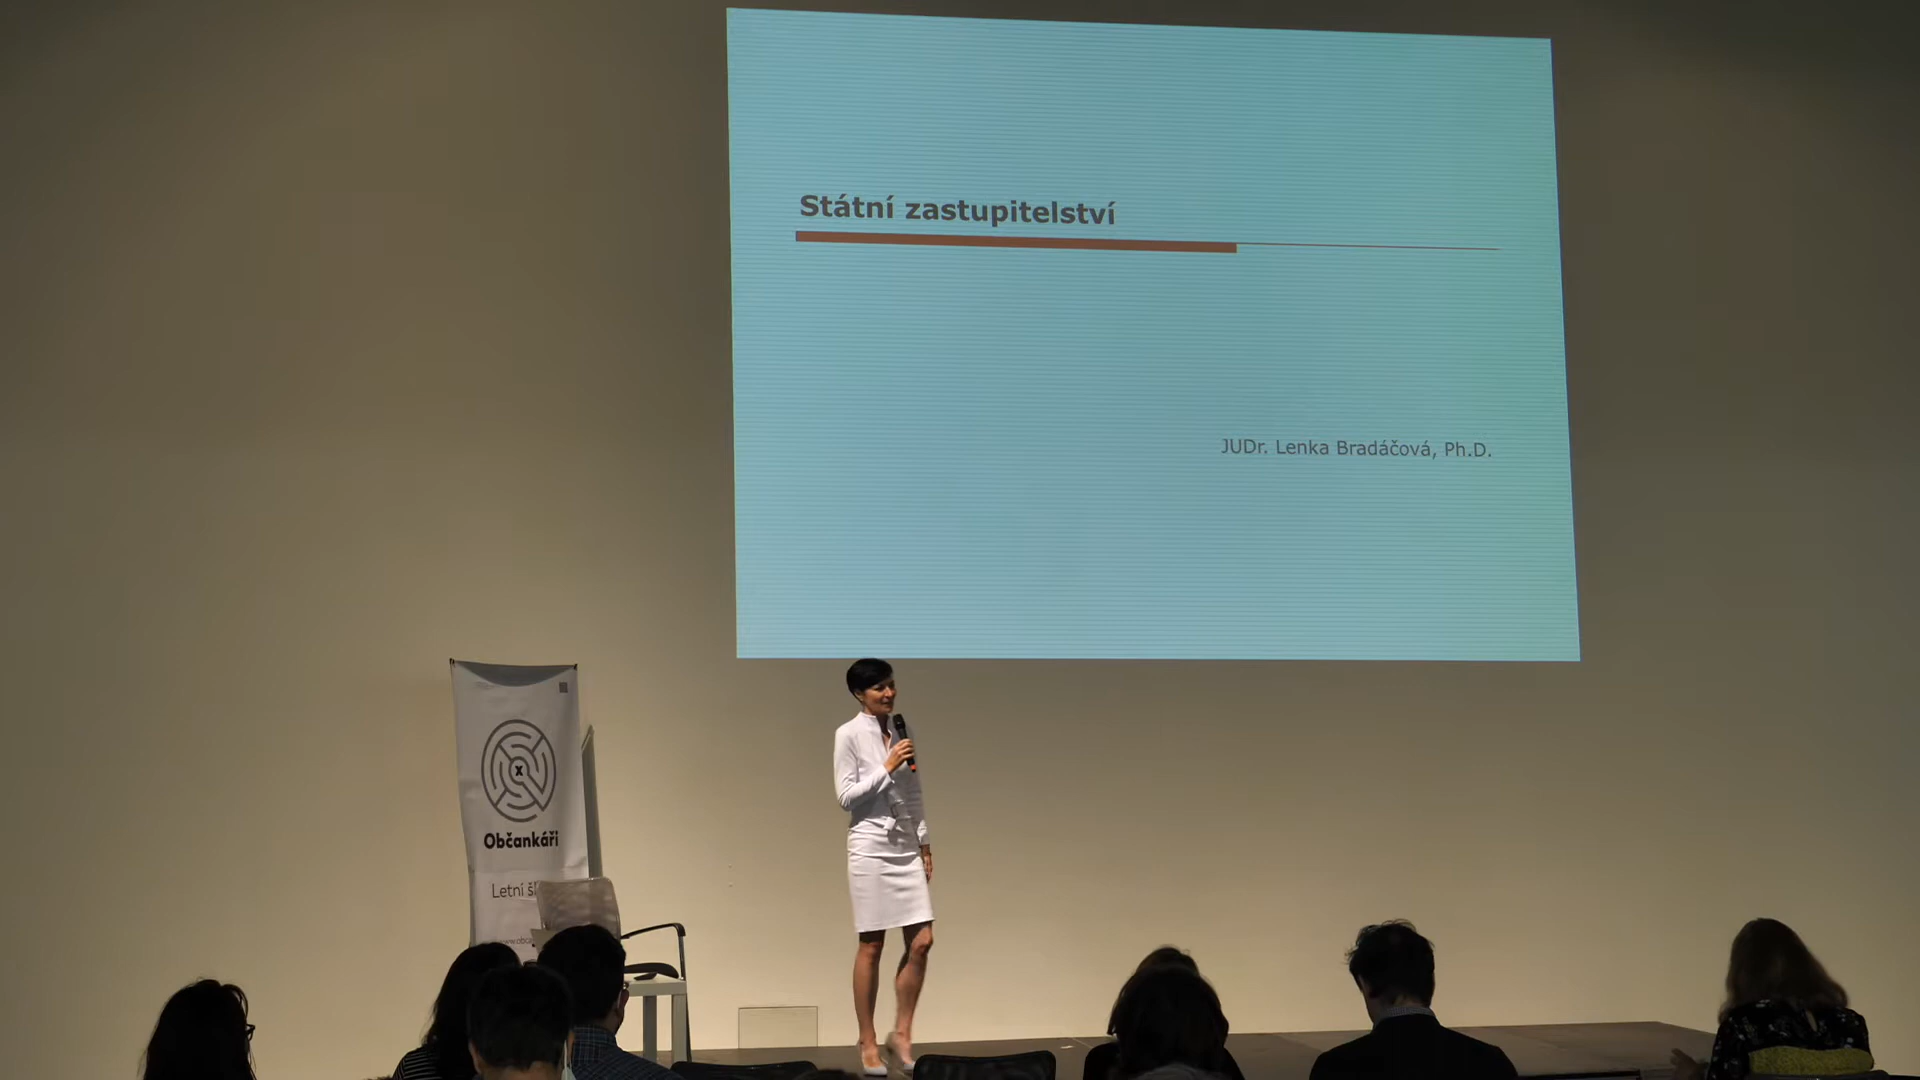 Státní zastupitelství
JUDr. Lenka Bradáčová, Ph.D.
x
Občankáři
Letní